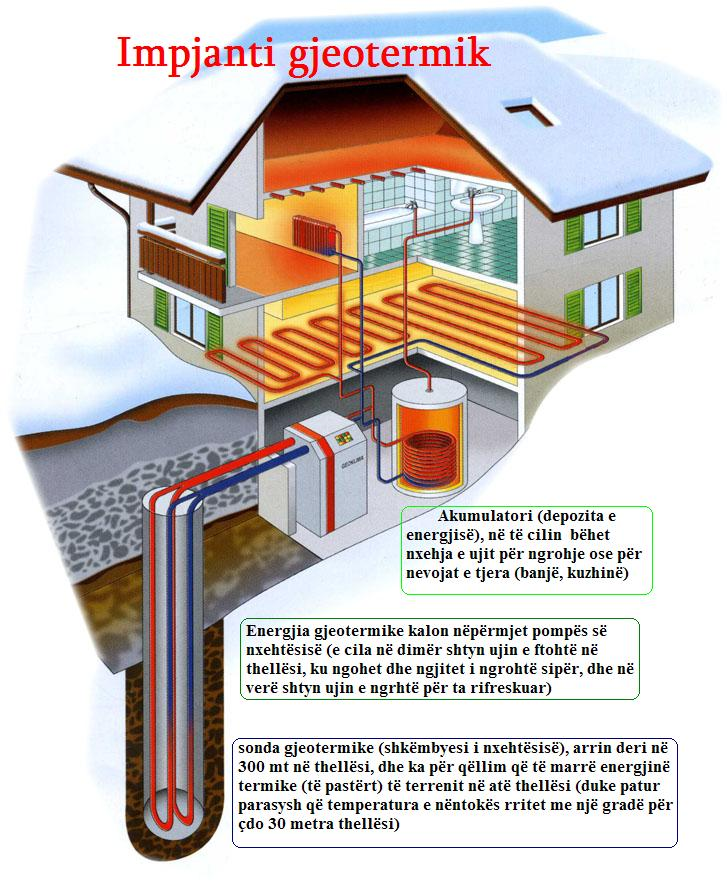 Impjanti gjeotermik
GEOKLIMA
Akumulatori (depozita e
energjisë), në të cilin bëhet
nxehja e ujit për ngrohje ose për
nevojat e tjera (banjë, kuzhinë)
Energjia gjeotermike kalon nëpërmjet pompës së
nxehtësisë (e cila në dimër shtyn ujin e ftohtë në
thellësi, ku ngohet dhe ngjitet i ngrohtë sipër, dhe në
verë shtyn ujin e ngrhtë për ta rifreskuar)
sonda gjeotermike (shkëmbyesi i nxehtësisë), arrin deri në
300 mt në thellësi, dhe ka për qëllim që të marrë energjinë
termike (të pastërt) të terrenit në atë thellësi (duke patur
parasysh që temperatura e nëntokës rritet me një gradë për
çdo 30 metra thellësi)